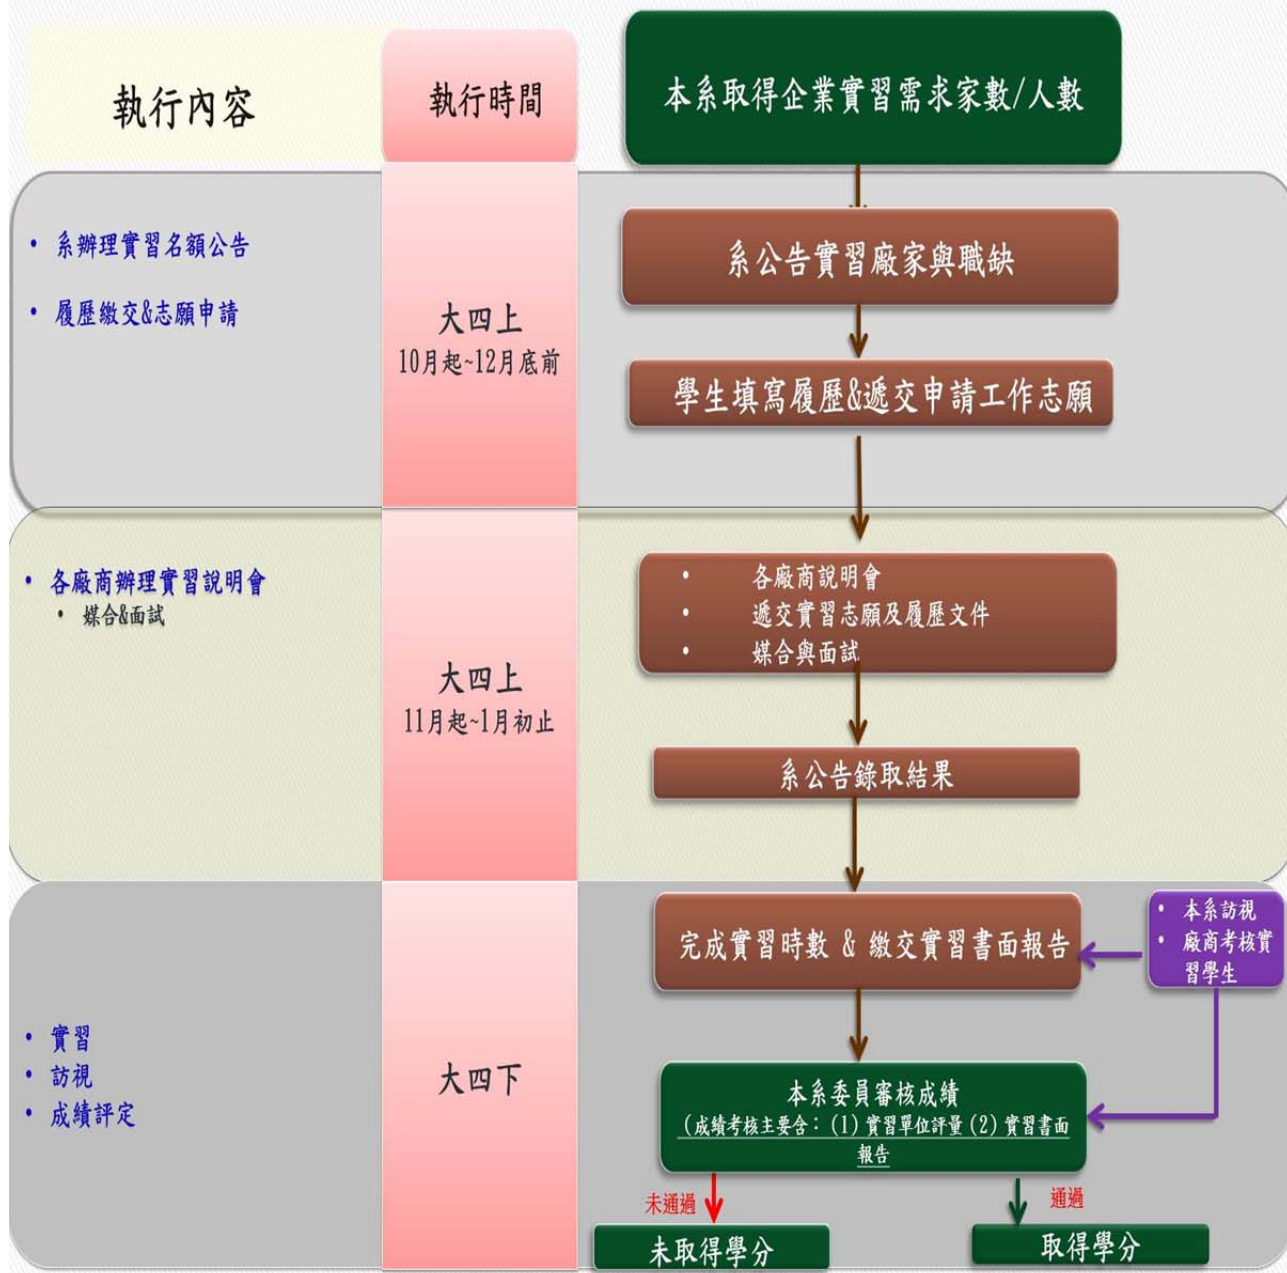 執行內容
執行時間
本系取得企業實習需求家數/人數
• 系辦理實習名額公告
• 履歷繳交&志願申請
大四上
10月起~12月底前
系公告實習廠家與職缺
學生填寫履歷&遞交申請工作志願
• 各廠商辦理實習說明會
• 媒合&面試
大四上
11月起~1月初止
• 各廠商說明會
• 遞交實習志願及履歷文件
• 媒合與面試
系公告錄取結果
• 實習
• 訪視
• 成績評定
大四下
完成實習時數 & 繳交實習書面報告
• 本系訪視
• 廠商考核實
習學生
本系委員審核成績
(成績考核主要含：(1)實習單位評量(2)實習書面
報告
未通過
通過
未取得學分
取得學分